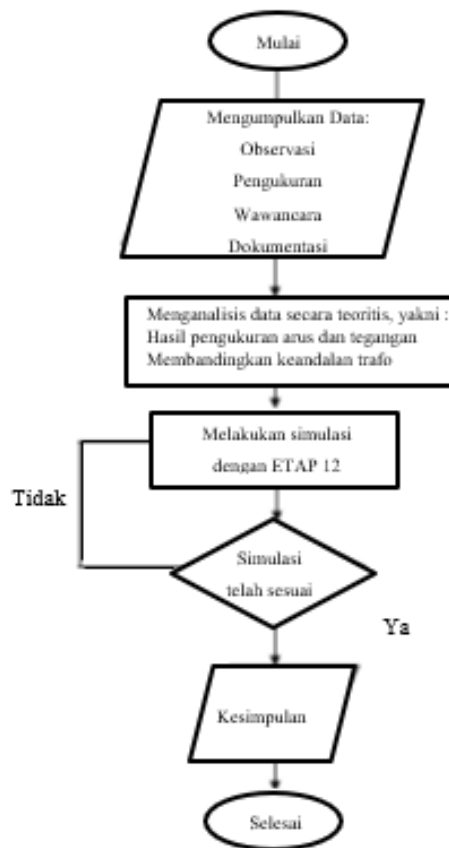 Mulai
Mengumpulkan Data:
Observasi
Pengukuran
Wawancara
Dokumentasi
Menganalisis data secara teoritis, yakni :
Hasil pengukuran arus dan tegangan
Membandingkan keandalan trafo
Melakukan simulasi
dengan ETAP 12
Tidak
Simulasi
telah sesuai
Ya
Kesimpulan
Selesai